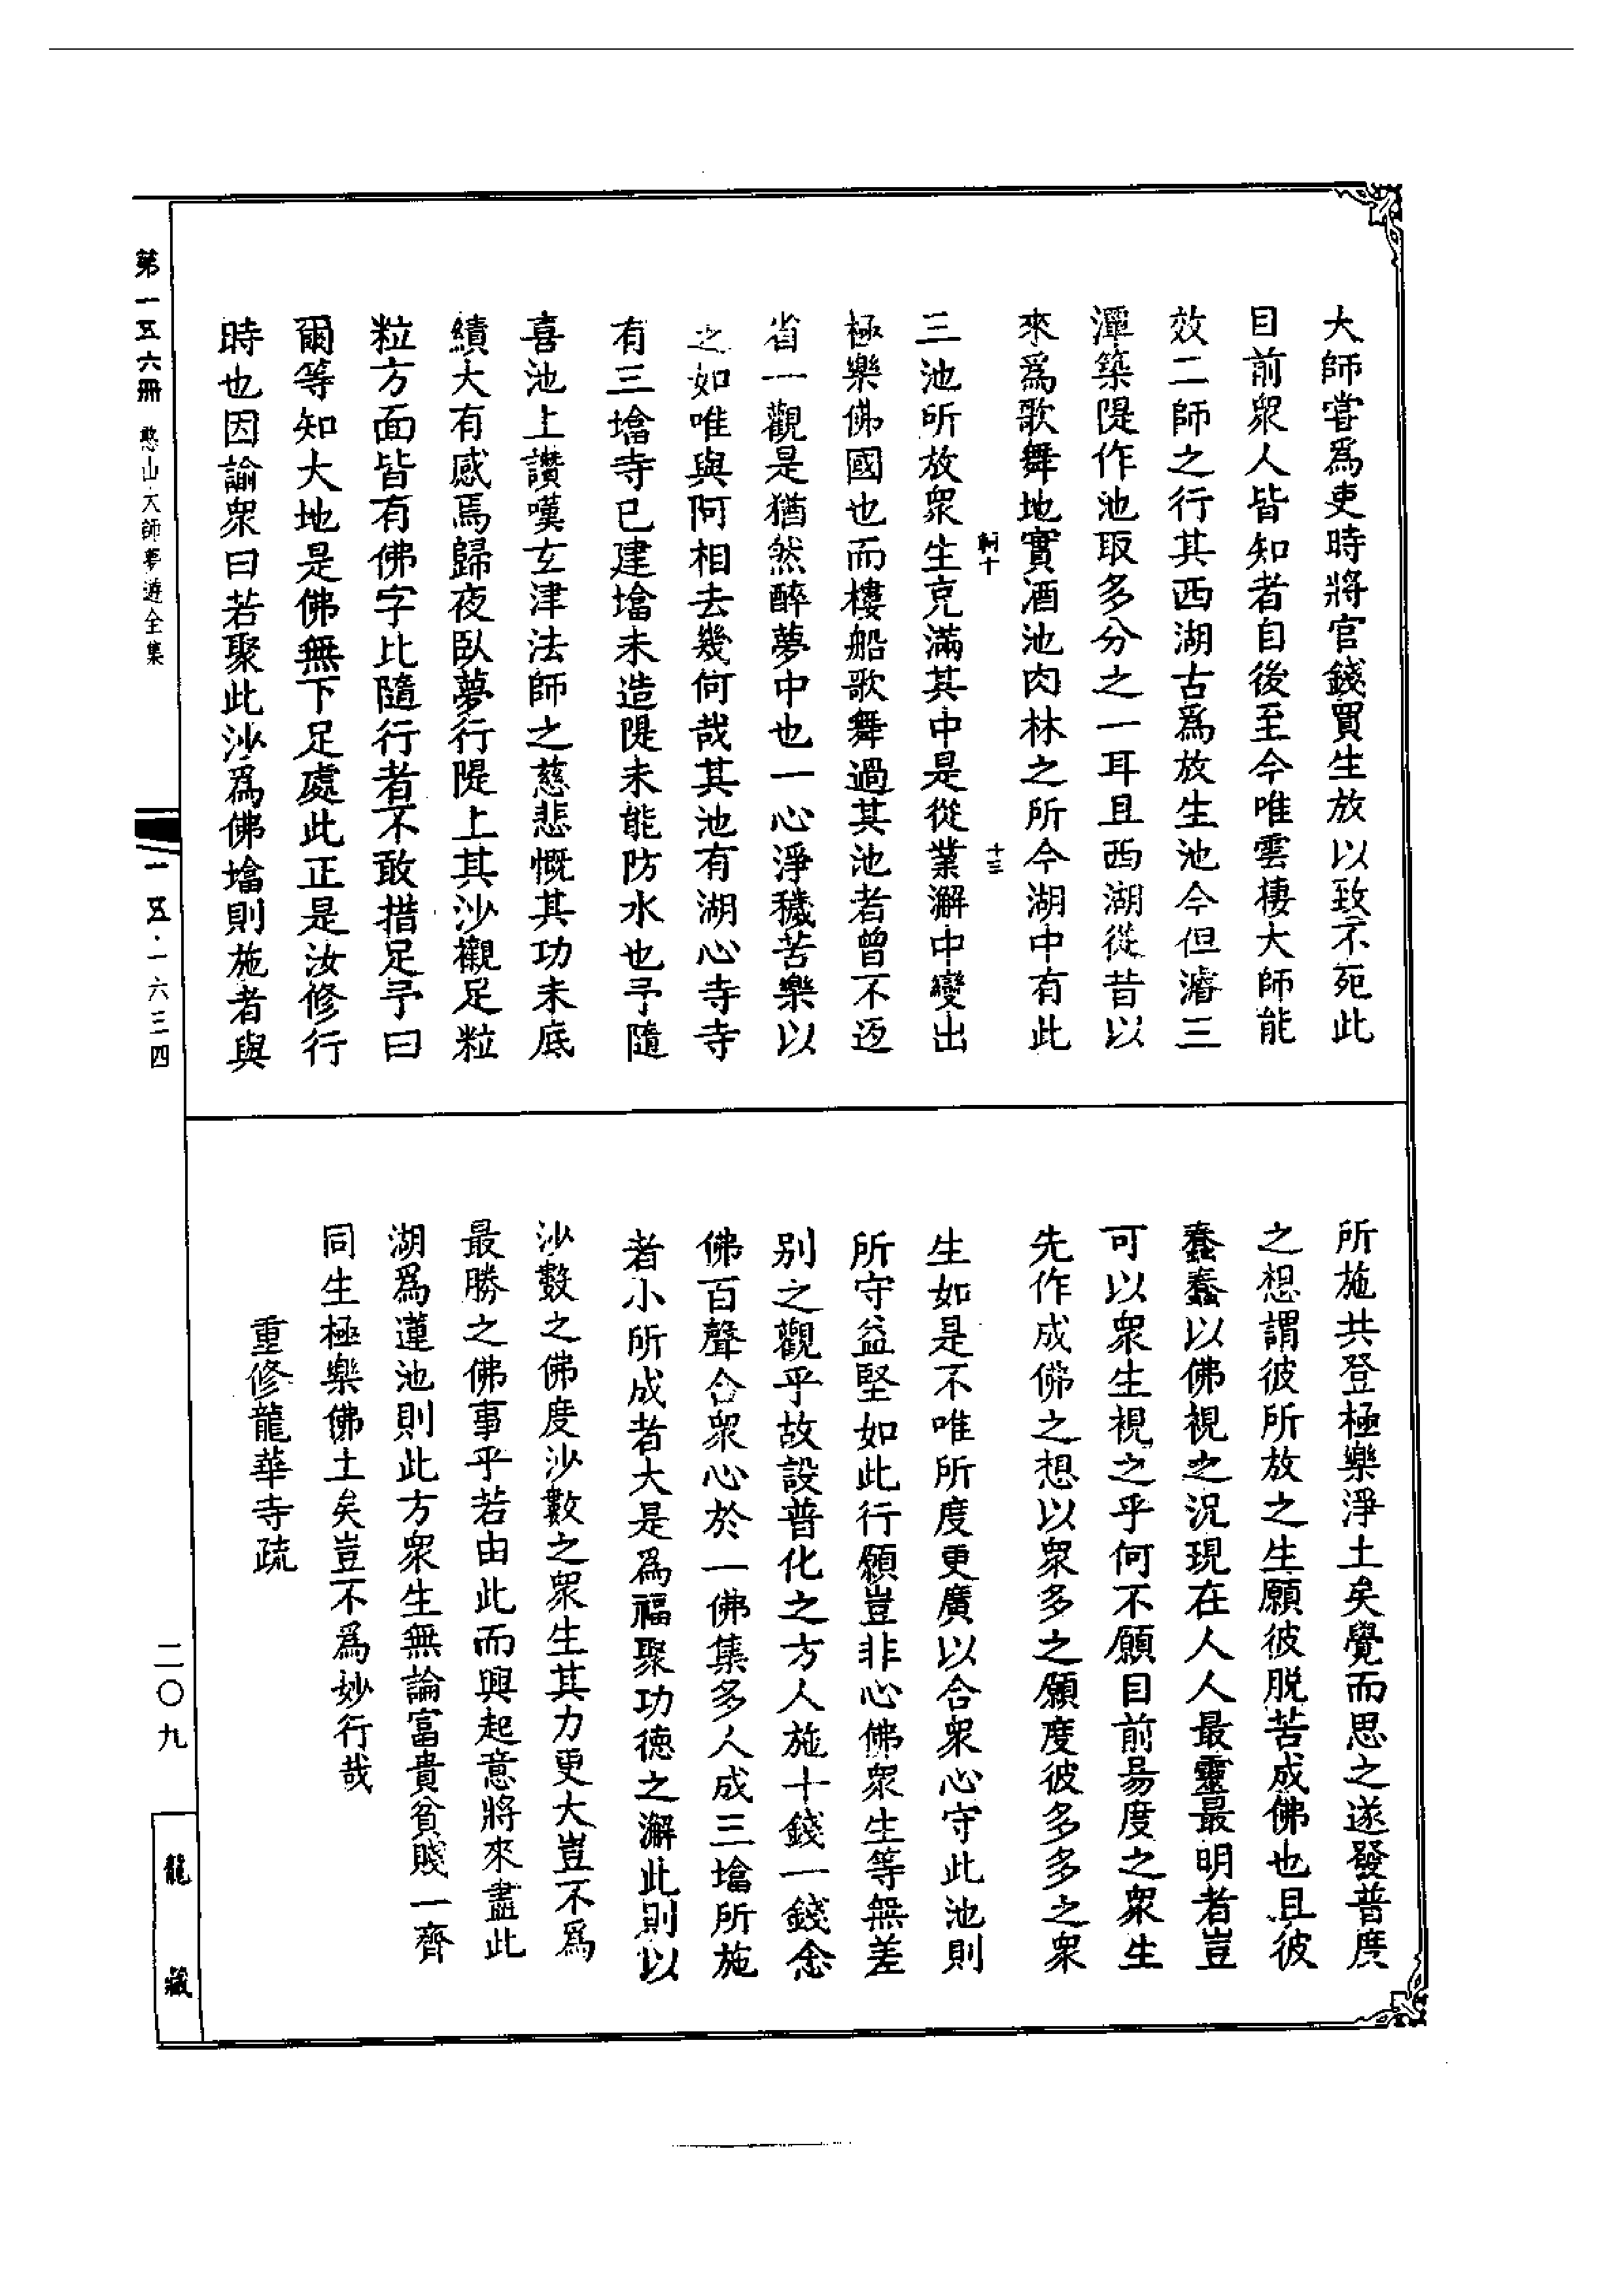 大師嘗爲吏時將官錢買生放以致不死此
目前衆人皆知者自後至今唯雲棲大師能
效二師之行其西湖古爲放生池今但濬三
潭築隄作池取多分之一耳且西湖從昔以
來爲歌舞地實酒池肉林之所今湖中有此
軻十
十三
三池所放衆生充滿其中是從業澥中變出
極樂佛國也而樓船歌舞過其池者曾不返
省一觀是猶然醉夢中也一心淨穢苦樂以
之如唯與阿相去幾何哉其池有湖心寺寺
有三墖寺已建墖未造隄未能防水也予隨
喜池上讚嘆玄津法師之慈悲慨其功未底
績大有感焉歸夜臥夢行隄上其沙襯足粒
粒方面皆有佛字比隨行者不敢措足予曰
爾等知大地是佛無下足處此正是汝修行
時也因諭衆曰若聚此沙爲佛墖則施者與
所施共登極樂淨土矣覺而思之遂發普度
之想謂彼所放之生願彼脫苦成佛也且彼
蠢蠢以佛視之況現在人人最靈最明者豈
可以衆生視之乎何不願目前易度之衆生
先作成佛之想以衆多之願度彼多多之衆
生如是不唯所度更廣以合衆心守此池則
所守益堅如此行願豈非心佛衆生等無差
别之觀乎故設普化之方人施十錢一錢念
佛百聲合衆心於一佛集多人成三墖所施
者小所成者大是爲福聚功德之澥此則以
沙數之佛度沙數之衆生其力更大豈不爲
最勝之佛事乎若由此而興起意將來盡此
湖爲蓮池則此方衆生無論富貴貧賤一齊
同生極樂佛土矣豈不爲妙行哉
重修龍華寺疏
第一五六冊 憨山大師夢遊全集
一五·一六三四
二〇九
龍藏